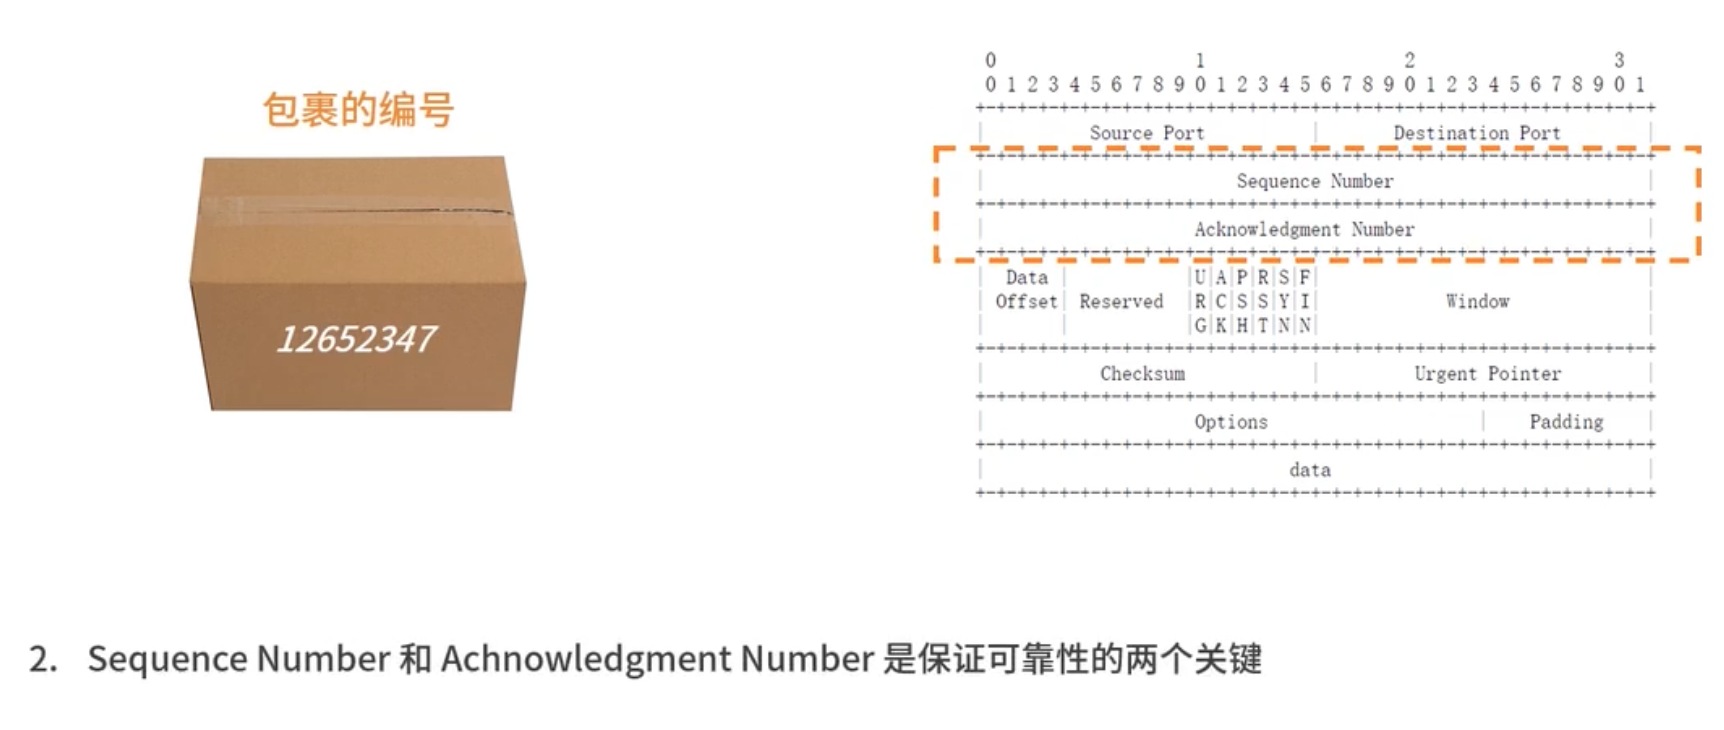 包裹的编号
12652347
0 1 2 3
0 1 2 3 4 5 6 7 8 9 0 1 2 3 4 5 6 7 8 9 0 1 2 3 4 5 6 7 8 9 0 1
Source Port Destination Port
Sequence Number
Acknowledgment Number
Data U A P R S F
Offset Reserved R C S S Y I Window
G K H T N N
Checksum Urgent Pointer
Options Padding
data
2. Sequence Number 和 Achnowledgment Number 是保证可靠性的两个关键